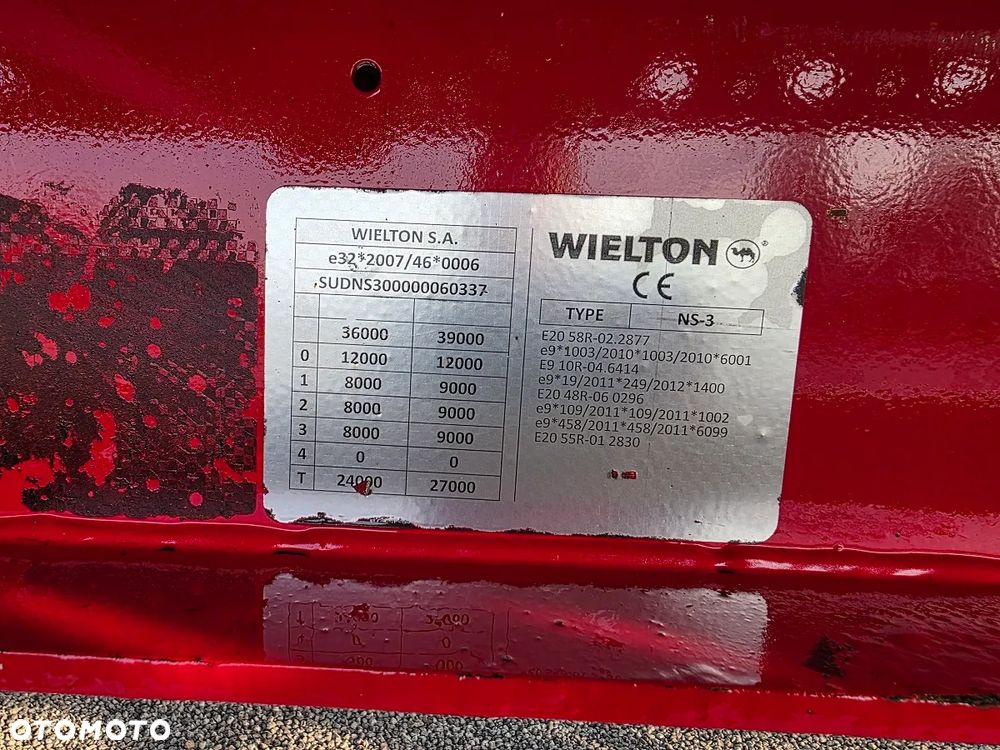 WIELTON S.A.
e32*2007/46*0006
SUDNS300000060337
36000 39000
0 12000 12000
1 8000 9000
2 8000 9000
3 8000 9000
4 0 0
T 24000 27000
WIELTON ®
CE
TYPE NS-3
E20 58R-02.2877
e9*1003/2010*1003/2010*6001
E9 10R-04.6414
e9*19/2011*249/2012*1400
E20 48R-06 0296
e9*109/2011*109/2011*1002
e9*458/2011*458/2011*6099
E20 55R-01 2830
OTOMOTO